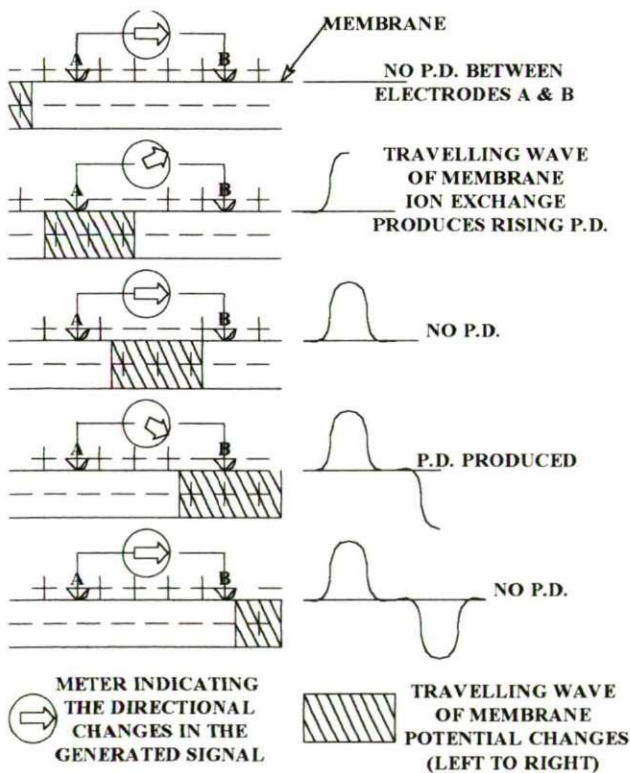 MEMBRANE
A
B
NO P.D. BETWEEN
ELECTRODES A & B
A
B
TRAVELLING WAVE
OF MEMBRANE
ION EXCHANGE
PRODUCES RISING P.D.
A
B
NO P.D.
A
B
P.D. PRODUCED
A
B
NO P.D.
METER INDICATING
THE DIRECTIONAL
CHANGES IN THE
GENERATED SIGNAL
TRAVELLING WAVE
OF MEMBRANE
POTENTIAL CHANGES
(LEFT TO RIGHT)